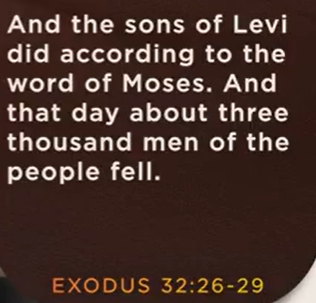 And the sons of Levi
did according to the
word of Moses. And
that day about three
thousand men of the
people fell.
EXODUS 32:26-29